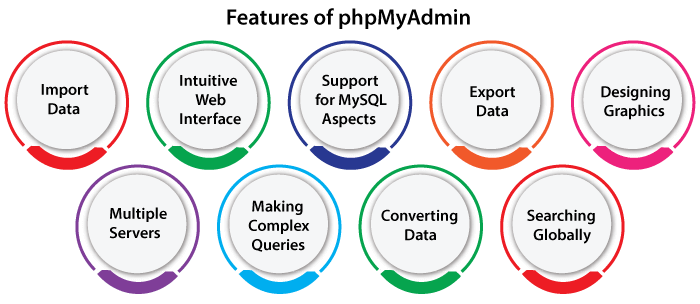 Features of phpMyAdmin
Import
Data
Intuitive
Web
Interface
Support
for MySQL
Aspects
Export
Data
Designing
Graphics
Multiple
Servers
Making
Complex
Queries
Converting
Data
Searching
Globally